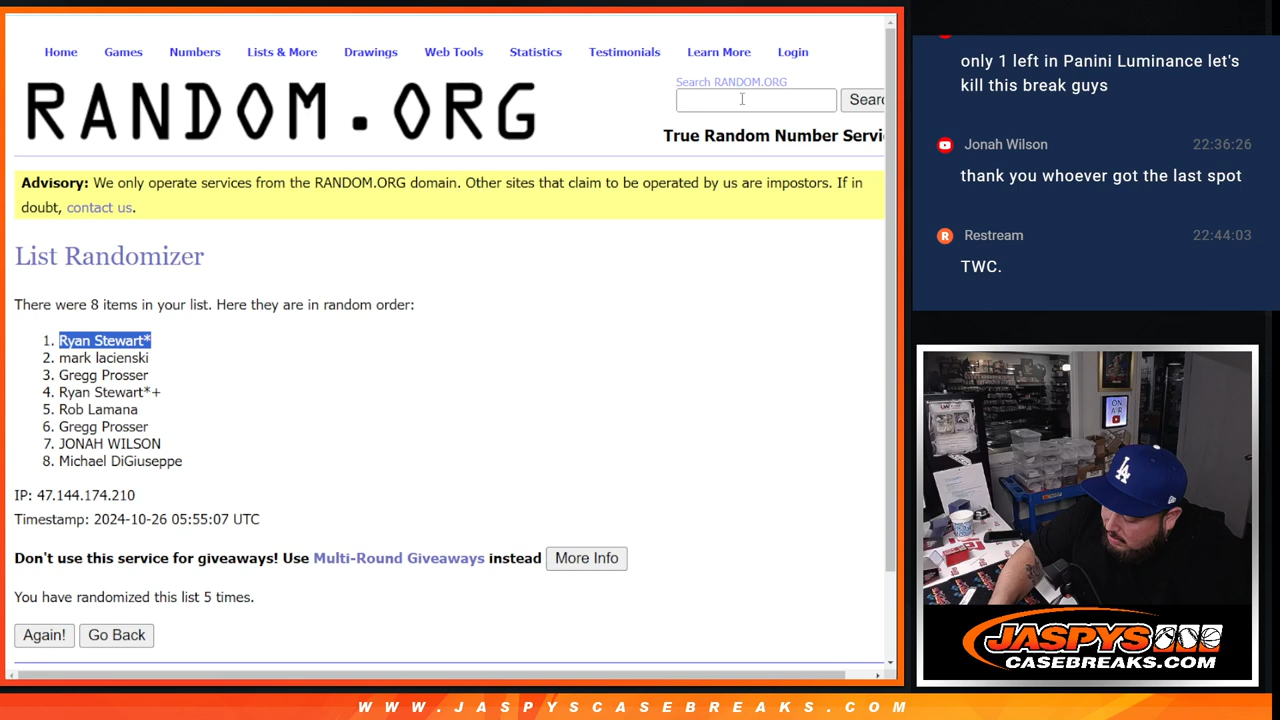 Home Games Numbers Lists & More Drawings Web Tools Statistics Testimonials Learn More Login
RANDOM.ORG
Search RANDOM.ORG
Searc
True Random Number Servi
Advisory: We only operate services from the RANDOM.ORG domain. Other sites that claim to be operated by us are impostors. If in
doubt, contact us.
List Randomizer
There were 8 items in your list. Here they are in random order:
1. Ryan Stewart*
2. mark lacienski
3. Gregg Prosser
4. Ryan Stewart*+
5. Rob Lamana
6. Gregg Prosser
7. JONAH WILSON
8. Michael DiGiuseppe
IP: 47.144.174.210
Timestamp: 2024-10-26 05:55:07 UTC
Don't use this service for giveaways! Use Multi-Round Giveaways instead More Info
You have randomized this list 5 times.
Again! Go Back
only 1 left in Panini Luminance let's
kill this break guys
Jonah Wilson 22:36:26
thank you whoever got the last spot
R Restream 22:44:03
TWC.
ON
AIR
LA
JASPYS
CASEBREAKS.COM
WWW.JASPYSCASEBREAKS.COM